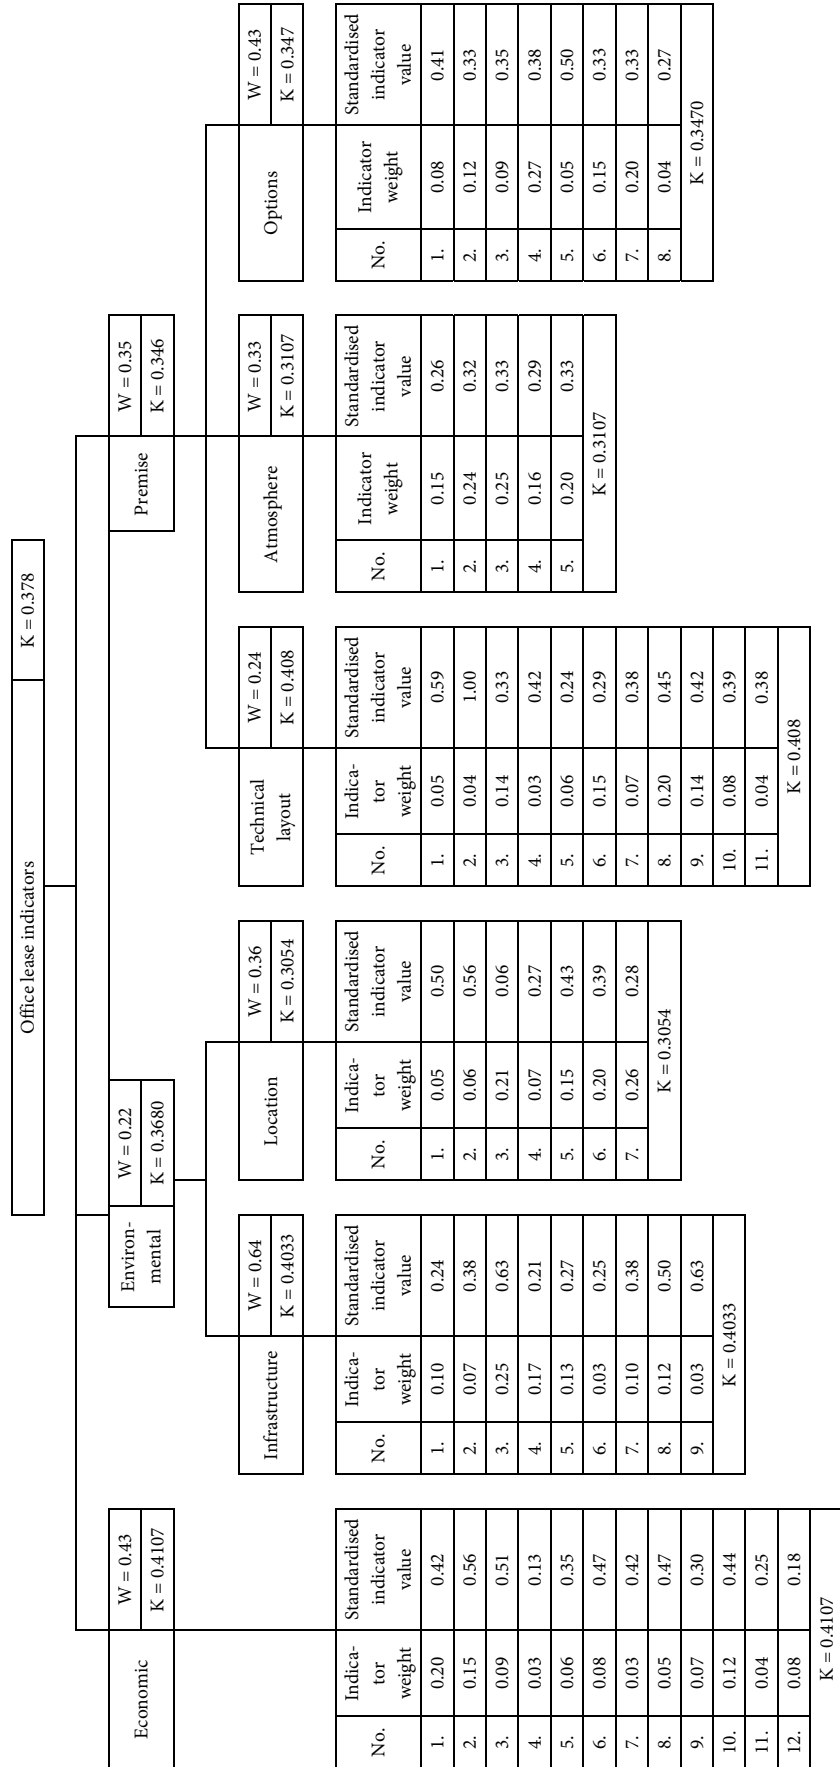 Office lease indicators
K = 0.378
Economic
W = 0.43
K = 0.4107
Environ-
mental
W = 0.22
K = 0.3680
Premise
W = 0.35
K = 0.346
Infrastructure
W = 0.64
K = 0.4033
Location
W = 0.36
K = 0.3054
Technical
layout
W = 0.24
K = 0.408
Atmosphere
W = 0.33
K = 0.3107
Options
W = 0.43
K = 0.347
No.
Indica-
tor
weight
Standardised
indicator
value
1. 0.20 0.42
2. 0.15 0.56
3. 0.09 0.51
4. 0.03 0.13
5. 0.06 0.35
6. 0.08 0.47
7. 0.03 0.42
8. 0.05 0.47
9. 0.07 0.30
10. 0.12 0.44
11. 0.04 0.25
12. 0.08 0.18
K = 0.4107
No.
Indica-
tor
weight
Standardised
indicator
value
1. 0.10 0.24
2. 0.07 0.38
3. 0.25 0.63
4. 0.17 0.21
5. 0.13 0.27
6. 0.03 0.25
7. 0.10 0.38
8. 0.12 0.50
9. 0.03 0.63
K = 0.4033
No.
Indica-
tor
weight
Standardised
indicator
value
1. 0.05 0.50
2. 0.06 0.56
3. 0.21 0.06
4. 0.07 0.27
5. 0.15 0.43
6. 0.20 0.39
7. 0.26 0.28
K = 0.3054
No.
Indica-
tor
weight
Standardised
indicator
value
1. 0.05 0.59
2. 0.04 1.00
3. 0.14 0.33
4. 0.03 0.42
5. 0.06 0.24
6. 0.15 0.29
7. 0.07 0.38
8. 0.20 0.45
9. 0.14 0.42
10. 0.08 0.39
11. 0.04 0.38
K = 0.408
No.
Indicator
weight
Standardised
indicator
value
1. 0.15 0.26
2. 0.24 0.32
3. 0.25 0.33
4. 0.16 0.29
5. 0.20 0.33
K = 0.3107
No.
Indicator
weight
Standardised
indicator
value
1. 0.08 0.41
2. 0.12 0.33
3. 0.09 0.35
4. 0.27 0.38
5. 0.05 0.50
6. 0.15 0.33
7. 0.20 0.33
8. 0.04 0.27
K = 0.3470